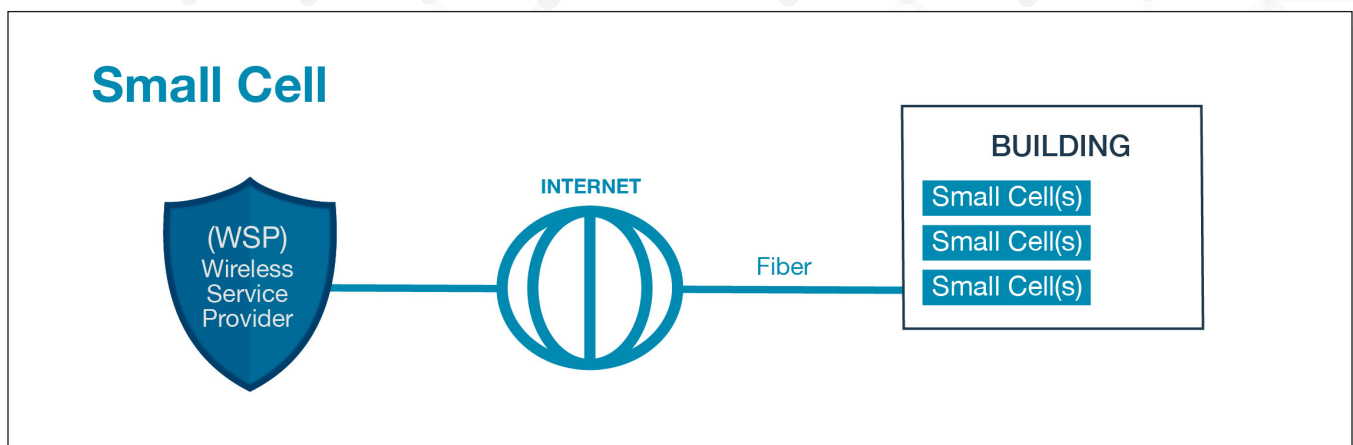 Small Cell
(WSP)
Wireless
Service
Provider
INTERNET
Fiber
BUILDING
Small Cell(s)
Small Cell(s)
Small Cell(s)